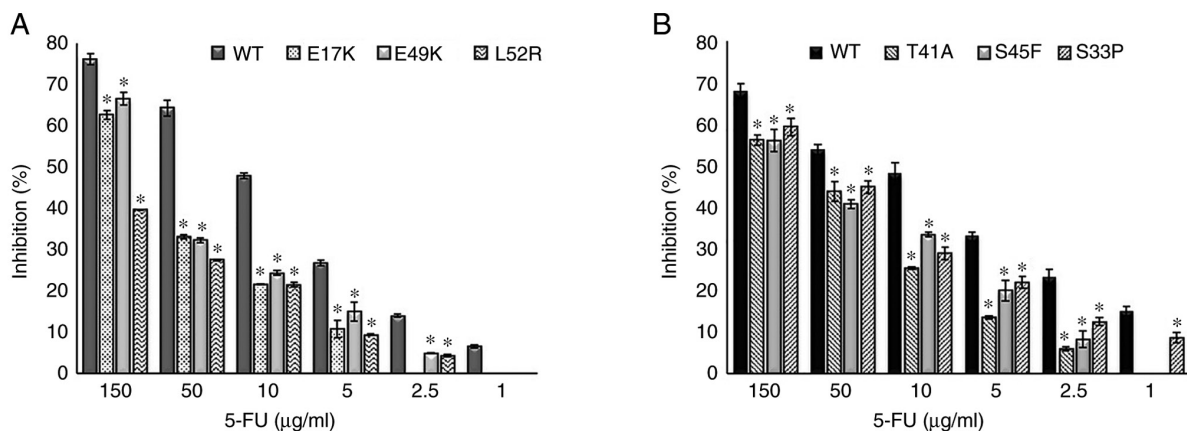 A
80
70
60
50
40
30
20
10
0
Inhibition (%)
WT E17K E49K L52R
* * *
* * *
* * *
* * *
* *
150 50 10 5 2.5 1
5-FU (μg/ml)
B
80
70
60
50
40
30
20
10
0
Inhibition (%)
WT T41A S45F S33P
* * *
* * *
* * *
* * *
* * *
*
150 50 10 5 2.5 1
5-FU (μg/ml)